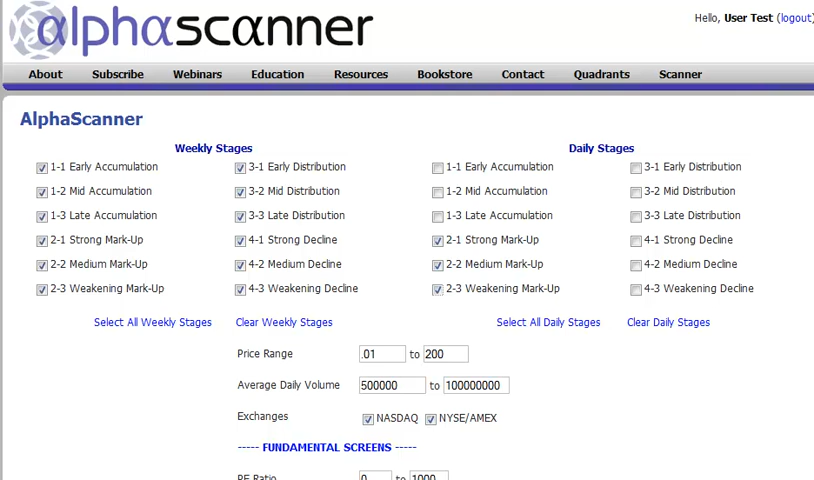 alphascanner
Hello, User Test (logout)
About Subscribe Webinars Education Resources Bookstore Contact Quadrants Scanner
AlphaScanner
Weekly Stages Daily Stages
1-1 Early Accumulation 3-1 Early Distribution 1-1 Early Accumulation 3-1 Early Distribution
1-2 Mid Accumulation 3-2 Mid Distribution 1-2 Mid Accumulation 3-2 Mid Distribution
1-3 Late Accumulation 3-3 Late Distribution 1-3 Late Accumulation 3-3 Late Distribution
2-1 Strong Mark-Up 4-1 Strong Decline 2-1 Strong Mark-Up 4-1 Strong Decline
2-2 Medium Mark-Up 4-2 Medium Decline 2-2 Medium Mark-Up 4-2 Medium Decline
2-3 Weakening Mark-Up 4-3 Weakening Decline 2-3 Weakening Mark-Up 4-3 Weakening Decline
Select All Weekly Stages Clear Weekly Stages Select All Daily Stages Clear Daily Stages
Price Range .01 to 200
Average Daily Volume 500000 to 100000000
Exchanges NASDAQ NYSE/AMEX
----- FUNDAMENTAL SCREENS -----
PE Ratio 0 to 1000